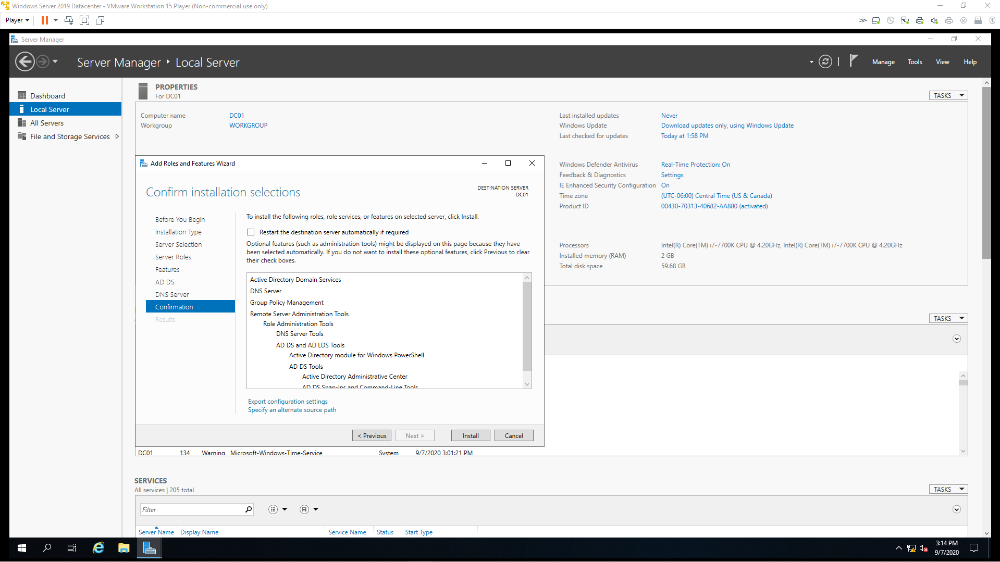 Windows Server 2019 Datacenter - VMware Workstation 15 Player (Non-commercial use only)
Player
Server Manager
Server Manager Local Server
Manage Tools View Help
Dashboard
Local Server
All Servers
File and Storage Services
PROPERTIES
For DC01
TASKS
Computer name DC01
Workgroup WORKGROUP
Last installed updates Never
Windows Update Download updates only, using Windows Update
Last checked for updates Today at 1:58 PM
Windows Defender Antivirus Real-Time Protection: On
Feedback & Diagnostics Settings
IE Enhanced Security Configuration On
Time zone (UTC-06:00) Central Time (US & Canada)
Product ID 00430-70313-40682-AA880 (activated)
Processors Intel(R) Core(TM) i7-7700K CPU @ 4.20GHz, Intel(R) Core(TM) i7-7700K CPU @ 4.20GHz
Installed memory (RAM) 2 GB
Total disk space 59.68 GB
Add Roles and Features Wizard
Confirm installation selections
DESTINATION SERVER
DC01
Before You Begin
Installation Type
Server Selection
Server Roles
Features
AD DS
DNS Server
Confirmation
Results
To install the following roles, role services, or features on selected server, click Install.
Restart the destination server automatically if required
Optional features (such as administration tools) might be displayed on this page because they have
been selected automatically. If you do not want to install these optional features, click Previous to clear
their check boxes.
Active Directory Domain Services
DNS Server
Group Policy Management
Remote Server Administration Tools
Role Administration Tools
DNS Server Tools
AD DS and AD LDS Tools
Active Directory module for Windows PowerShell
AD DS Tools
Active Directory Administrative Center
AD DS Snap-Ins and Command-Line Tools
Export configuration settings
Specify an alternate source path
< Previous Next > Install Cancel
TASKS
DC01 134 Warning Microsoft-Windows-Time-Service System 9/7/2020 3:01:21 PM
SERVICES
All services | 205 total
TASKS
Filter
Server Name Display Name Service Name Status Start Type
3:14 PM
9/7/2020